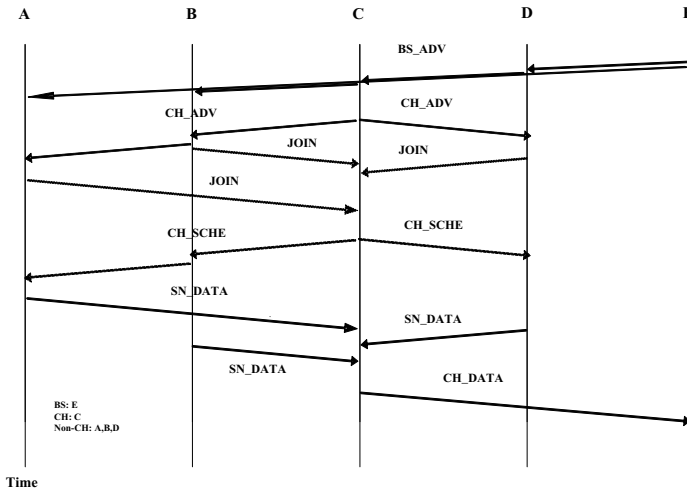 A B C D
BS_ADV
CH_ADV
CH_ADV
JOIN
JOIN
JOIN
CH_SCHE
CH_SCHE
SN_DATA
SN_DATA
SN_DATA
CH_DATA
BS: E
CH: C
Non-CH: A,B,D
Time